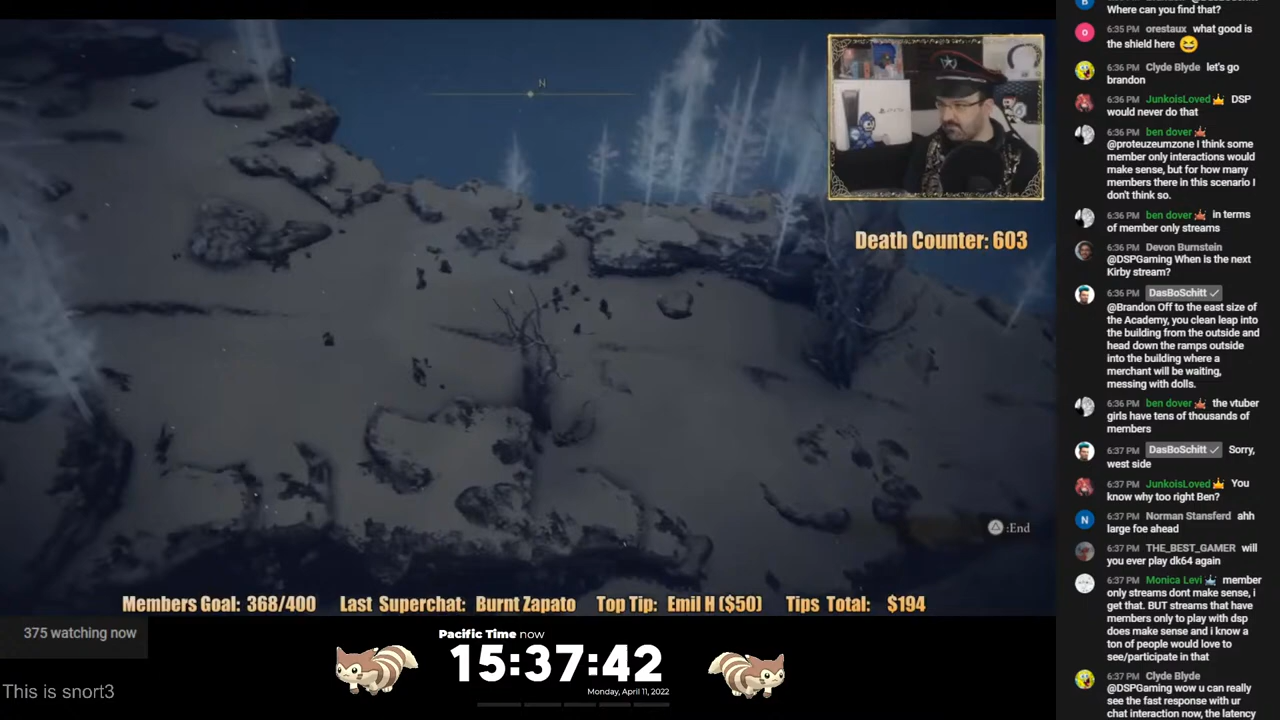 N
Death Counter: 603
:End
Members Goal: 368/400 Last Superchat: Burnt Zapato Top Tip: Emil H ($50) Tips Total: $194
375 watching now
This is snort3
Pacific Time now
15:37:42
Monday, April 11, 2022
Where can you find that?
6:35 PM orestaux what good is
the shield here
6:36 PM Clyde Blyde let's go
brandon
6:36 PM JunkoisLoved DSP
would never do that
6:36 PM ben dover
@proteuzeumzone I think some
member only interactions would
make sense, but for how many
members there in this scenario I
don't think so.
6:36 PM ben dover in terms
of member only streams
6:36 PM Devon Burnstein
@DSPGaming When is the next
Kirby stream?
6:36 PM DasBoSchitt
@Brandon Off to the east size of
the Academy, you clean leap into
the building from the outside and
head down the ramps outside
into the building where a
merchant will be waiting,
messing with dolls.
6:36 PM ben dover the vtuber
girls have tens of thousands of
members
6:37 PM DasBoSchitt Sorry,
west side
6:37 PM JunkoisLoved You
know why too right Ben?
N
6:37 PM Norman Stansferd ahh
large foe ahead
6:37 PM THE_BEST_GAMER will
you ever play dk64 again
6:37 PM Monica Levi member
only streams dont make sense, i
get that. BUT streams that have
members only to play with dsp
does make sense and i know a
ton of people would love to
see/participate in that
6:37 PM Clyde Blyde
@DSPGaming wow u can really
see the fast response with ur
chat interaction now, the latency